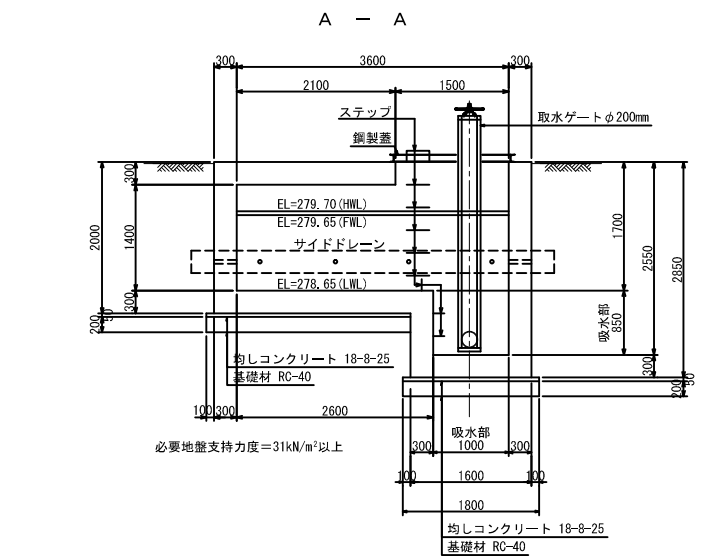 A － A
300 3600 300
2100 1500
ステップ
取水ゲートφ200mm
鋼製蓋
300
EL=279.70(HWL)
EL=279.65(FWL)
2000
1400
1700
サイドドレーン
2550
2850
EL=278.65(LWL)
300
吸水部
850
200 50
均しコンクリート 18-8-25
300
基礎材 RC-40
200 50
100 300 2600
吸水部
必要地盤支持力度＝31kN/m²以上
300 1000 300
100 1600 100
1800
均しコンクリート 18-8-25
基礎材 RC-40